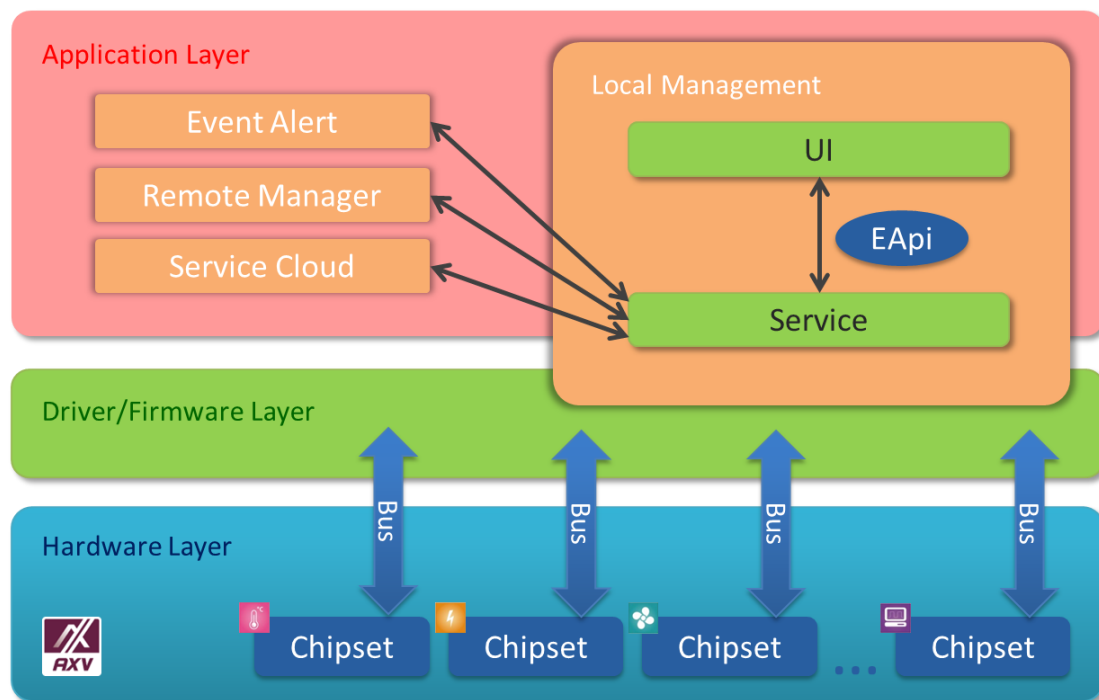 Application Layer
Local Management
Event Alert
UI
Remote Manager
EApi
Service Cloud
Service
Driver/Firmware Layer
Bus
Bus
Bus
Bus
Hardware Layer
°C
Chipset
Chipset
Chipset
...
Chipset
AXV